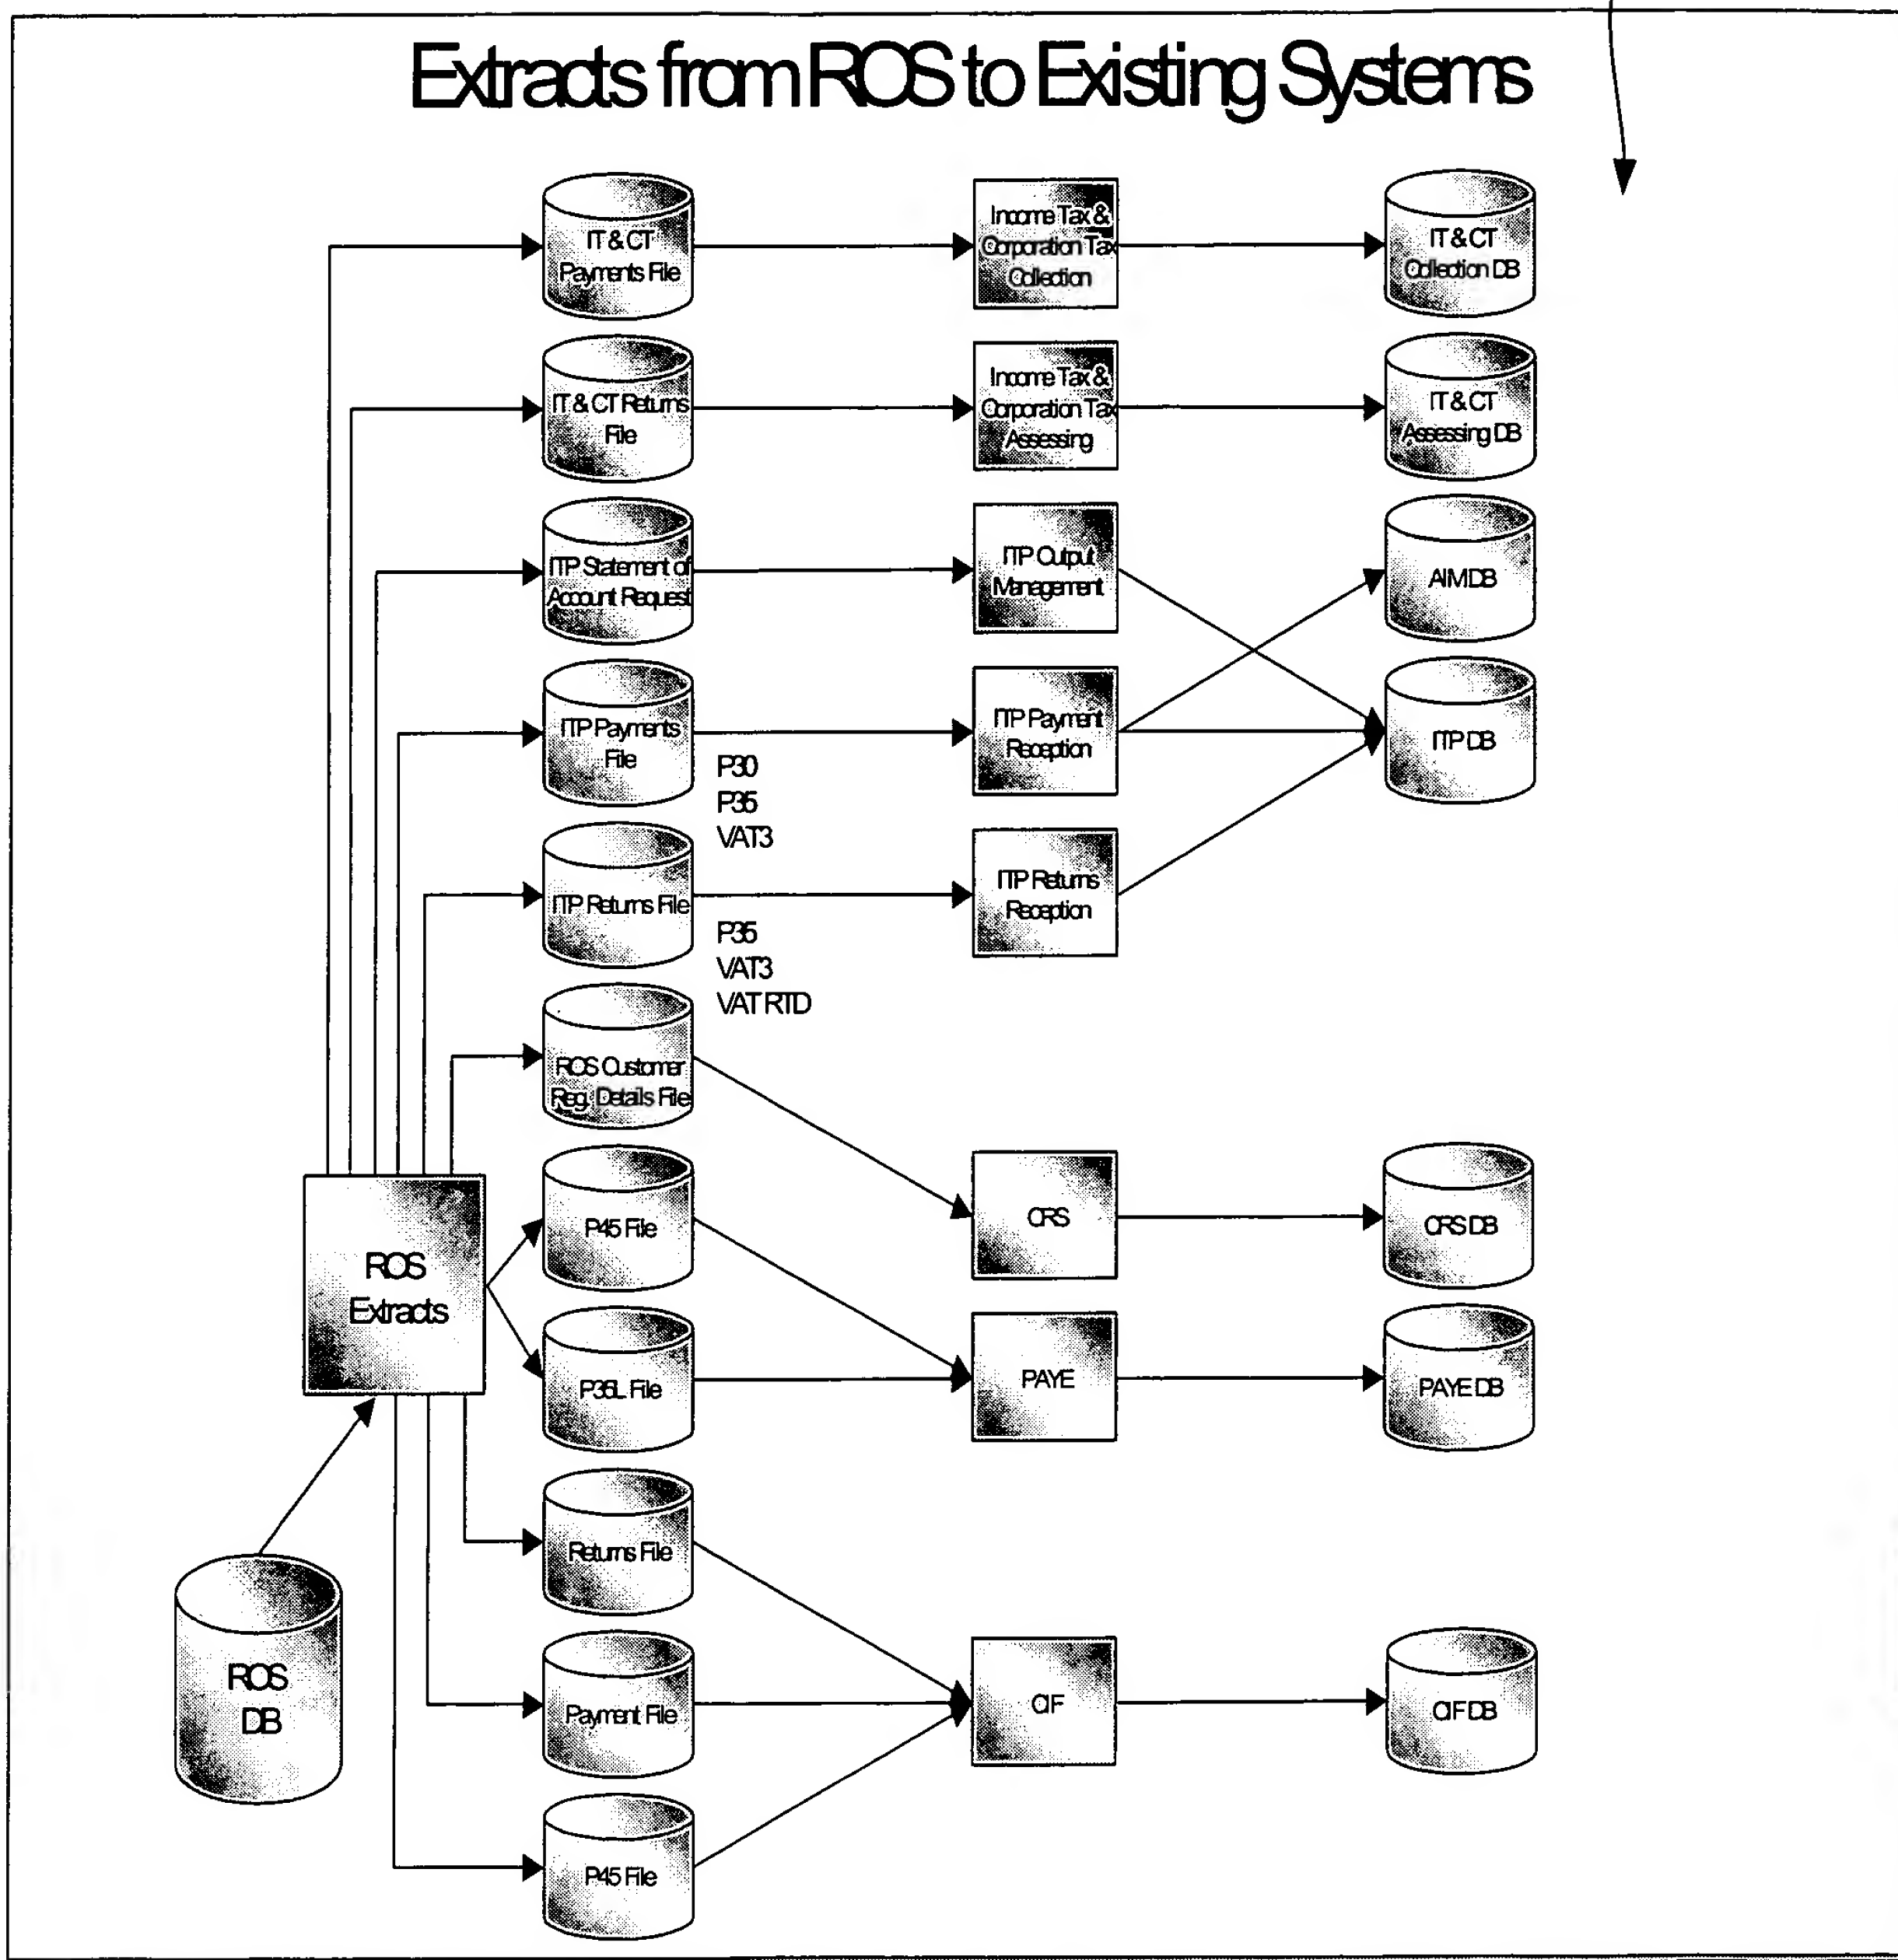 Extracts from ROS to Existing Systems
IT & CT
Payments File
Income Tax &
Corporation Tax
Collection
IT & CT
Collection DB
IT & CT Returns
File
Income Tax &
Corporation Tax
Assessing
IT & CT
Assessing DB
ITP Statement of
Account Request
ITP Output
Management
AIM DB
ITP Payments
File
P30
P35
VAT3
ITP Payment
Reception
ITP DB
ITP Returns File
P35
VAT3
VAT RTD
ITP Returns
Reception
ROS Customer
Reg. Details File
P45 File
CRS
CRS DB
ROS
Extracts
P35L File
PAYE
PAYE DB
Returns File
ROS
DB
Payment File
CIF
CIF DB
P45 File